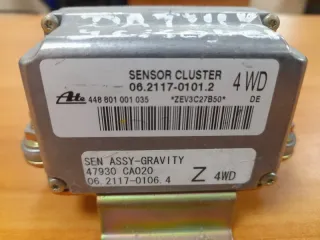 SENSOR CLUSTER 4WD
06.2117-0101.2
Ate 448 801 001 035 *ZEV3C27B50* DE
SEN ASSY-GRAVITY
47930 CA020 Z 4WD
06.2117-0106.4